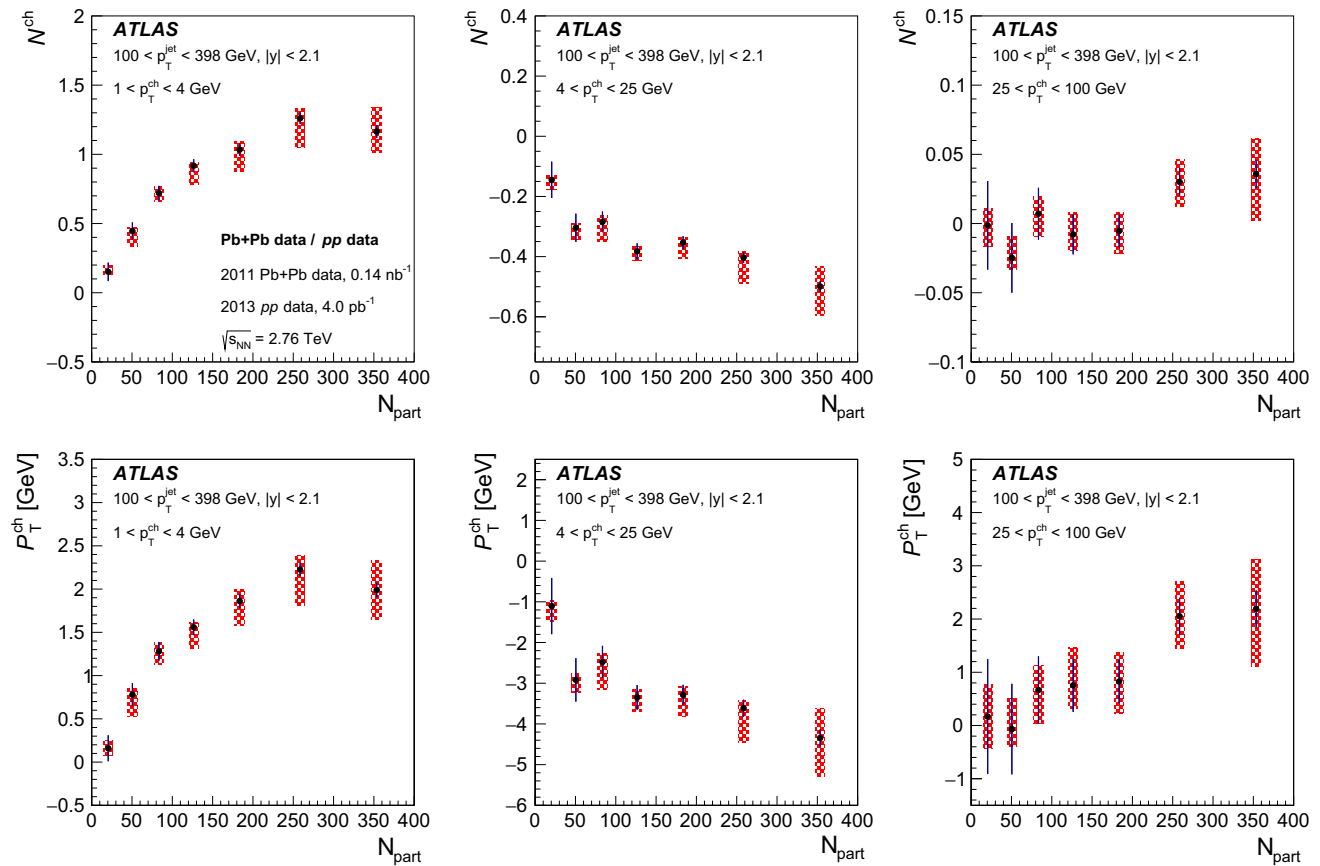 N^ch
2
1.5
1
0.5
0
−0.5
ATLAS
100 < p_T^jet < 398 GeV, |y| < 2.1
1 < p_T^ch < 4 GeV
Pb+Pb data / pp data
2011 Pb+Pb data, 0.14 nb^-1
2013 pp data, 4.0 pb^-1
√s_NN = 2.76 TeV
0 50 100 150 200 250 300 350 400
N_part
N^ch
0.4
0.2
0
−0.2
−0.4
−0.6
ATLAS
100 < p_T^jet < 398 GeV, |y| < 2.1
4 < p_T^ch < 25 GeV
0 50 100 150 200 250 300 350 400
N_part
N^ch
0.15
0.1
0.05
0
−0.05
−0.1
ATLAS
100 < p_T^jet < 398 GeV, |y| < 2.1
25 < p_T^ch < 100 GeV
0 50 100 150 200 250 300 350 400
N_part
P_T^ch [GeV]
3.5
3
2.5
2
1.5
1
0.5
0
−0.5
ATLAS
100 < p_T^jet < 398 GeV, |y| < 2.1
1 < p_T^ch < 4 GeV
0 50 100 150 200 250 300 350 400
N_part
P_T^ch [GeV]
2
1
0
−1
−2
−3
−4
−5
−6
ATLAS
100 < p_T^jet < 398 GeV, |y| < 2.1
4 < p_T^ch < 25 GeV
0 50 100 150 200 250 300 350 400
N_part
P_T^ch [GeV]
5
4
3
2
1
0
−1
ATLAS
100 < p_T^jet < 398 GeV, |y| < 2.1
25 < p_T^ch < 100 GeV
0 50 100 150 200 250 300 350 400
N_part